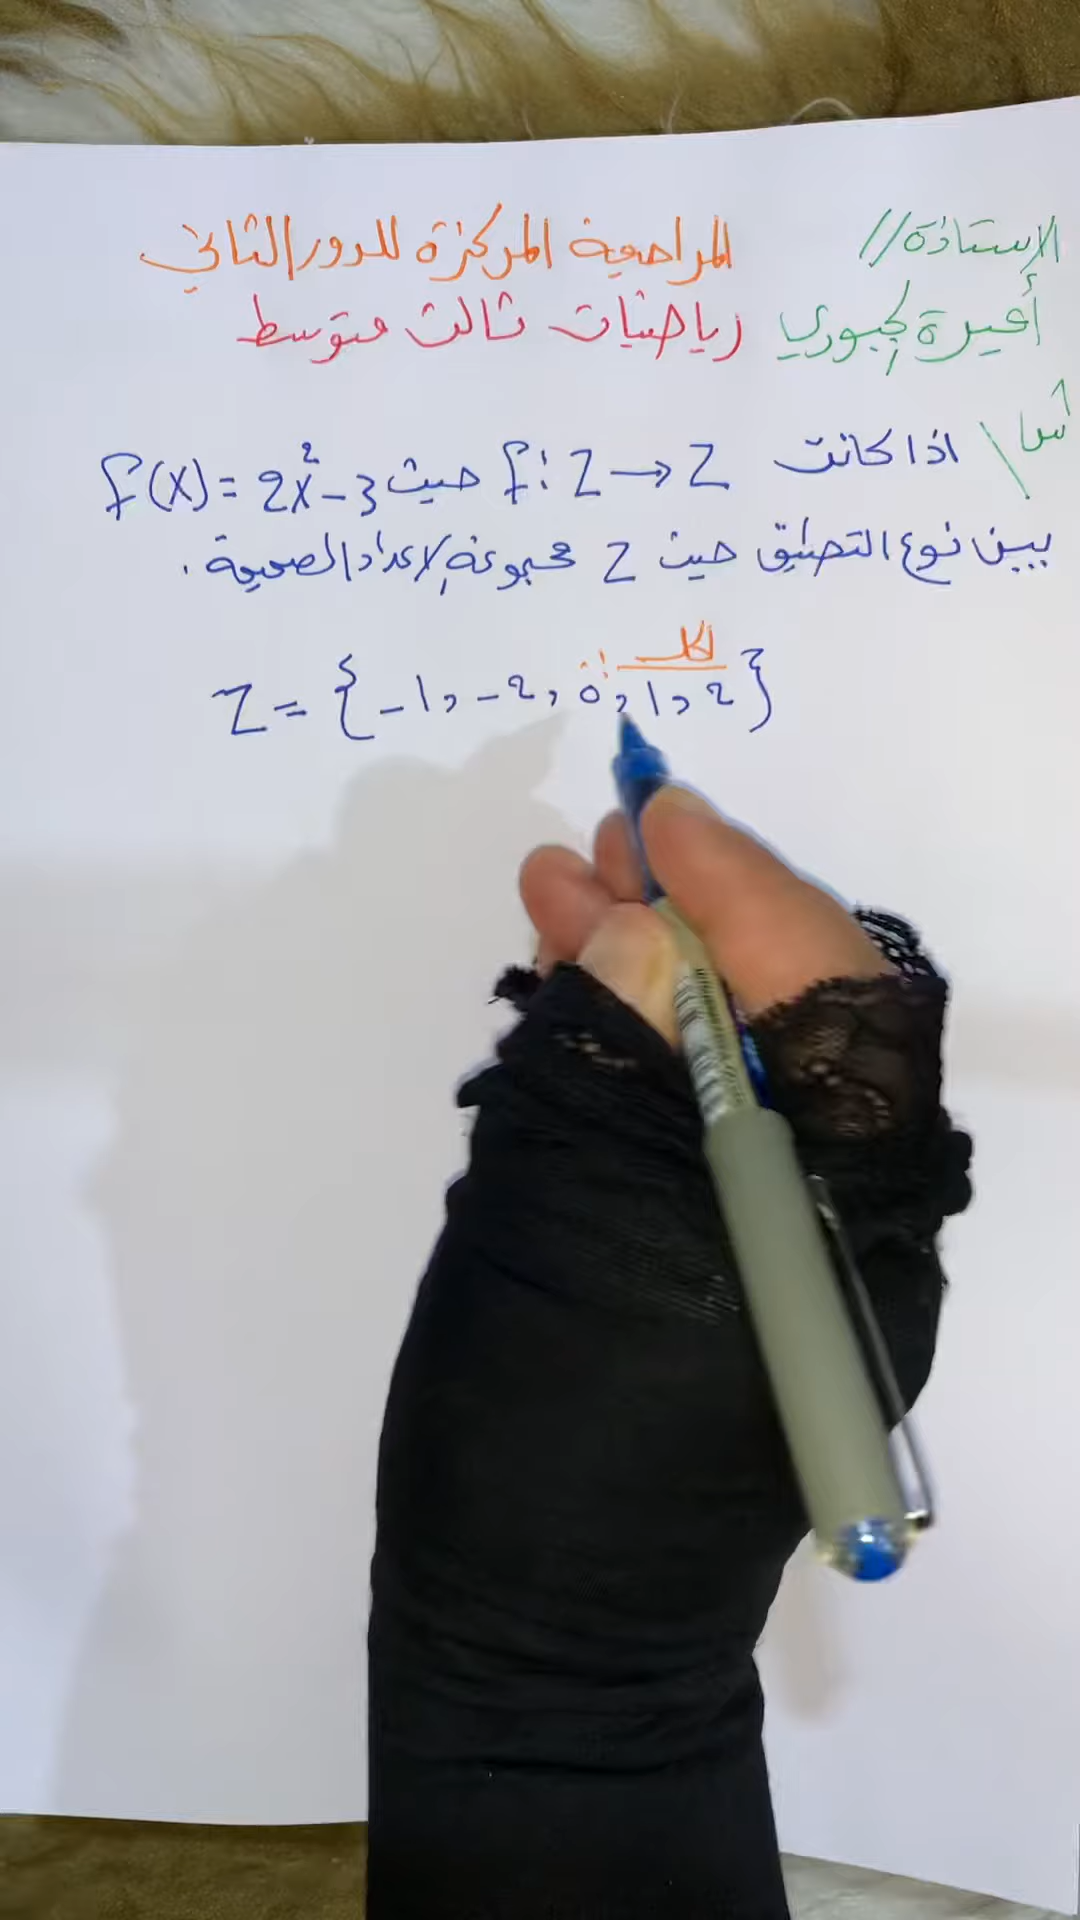 الاستاذة// المراجعة المركزة للدور الثاني
أميرة الجبوري رياضيات ثالث متوسط
س\ اذا كانت f: Z → Z حيث f(x) = 2x² - 3
بين نوع التطبيق حيث Z مجموعة الاعداد الصحيحة .
الحل:
Z = {-1, -2, 0, 1, 2}